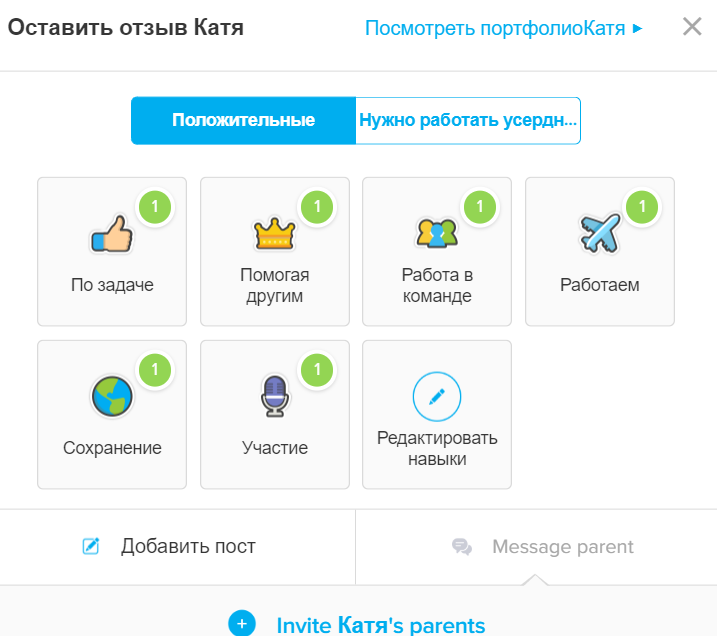 Оставить отзыв Катя
Посмотреть портфолиоКатя
Положительные
Нужно работать усердн...
1
1
1
1
По задаче
Помогая
другим
Работа в
команде
Работаем
1
1
Сохранение
Участие
Редактировать
навыки
Добавить пост
Message parent
Invite Катя's parents